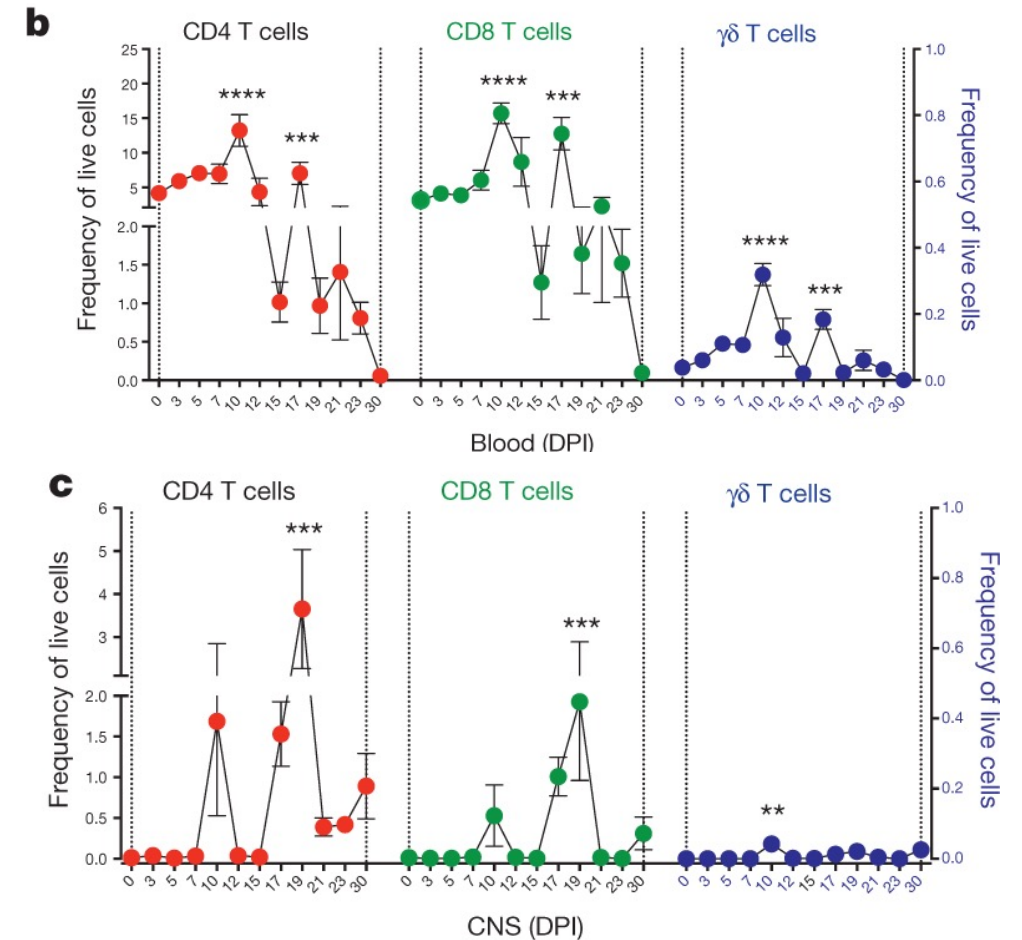 b
CD4 T cells CD8 T cells γδ T cells
Frequency of live cells
25
20
15
10
5
2.0
1.5
1.0
0.5
0.0
**** *** **** *** **** ***
1.0
0.8
0.6
0.4
0.2
0.0
Frequency of live cells
0 3 5 7 10 12 15 17 19 21 23 30 0 3 5 7 10 12 15 17 19 21 23 30 0 3 5 7 10 12 15 17 19 21 23 30
Blood (DPI)
c
CD4 T cells CD8 T cells γδ T cells
Frequency of live cells
6
5
4
3
2.0
1.5
1.0
0.5
0.0
*** *** **
1.0
0.8
0.6
0.4
0.2
0.0
Frequency of live cells
0 3 5 7 10 12 15 17 19 21 23 30 0 3 5 7 10 12 15 17 19 21 23 30 0 3 5 7 10 12 15 17 19 21 23 30
CNS (DPI)